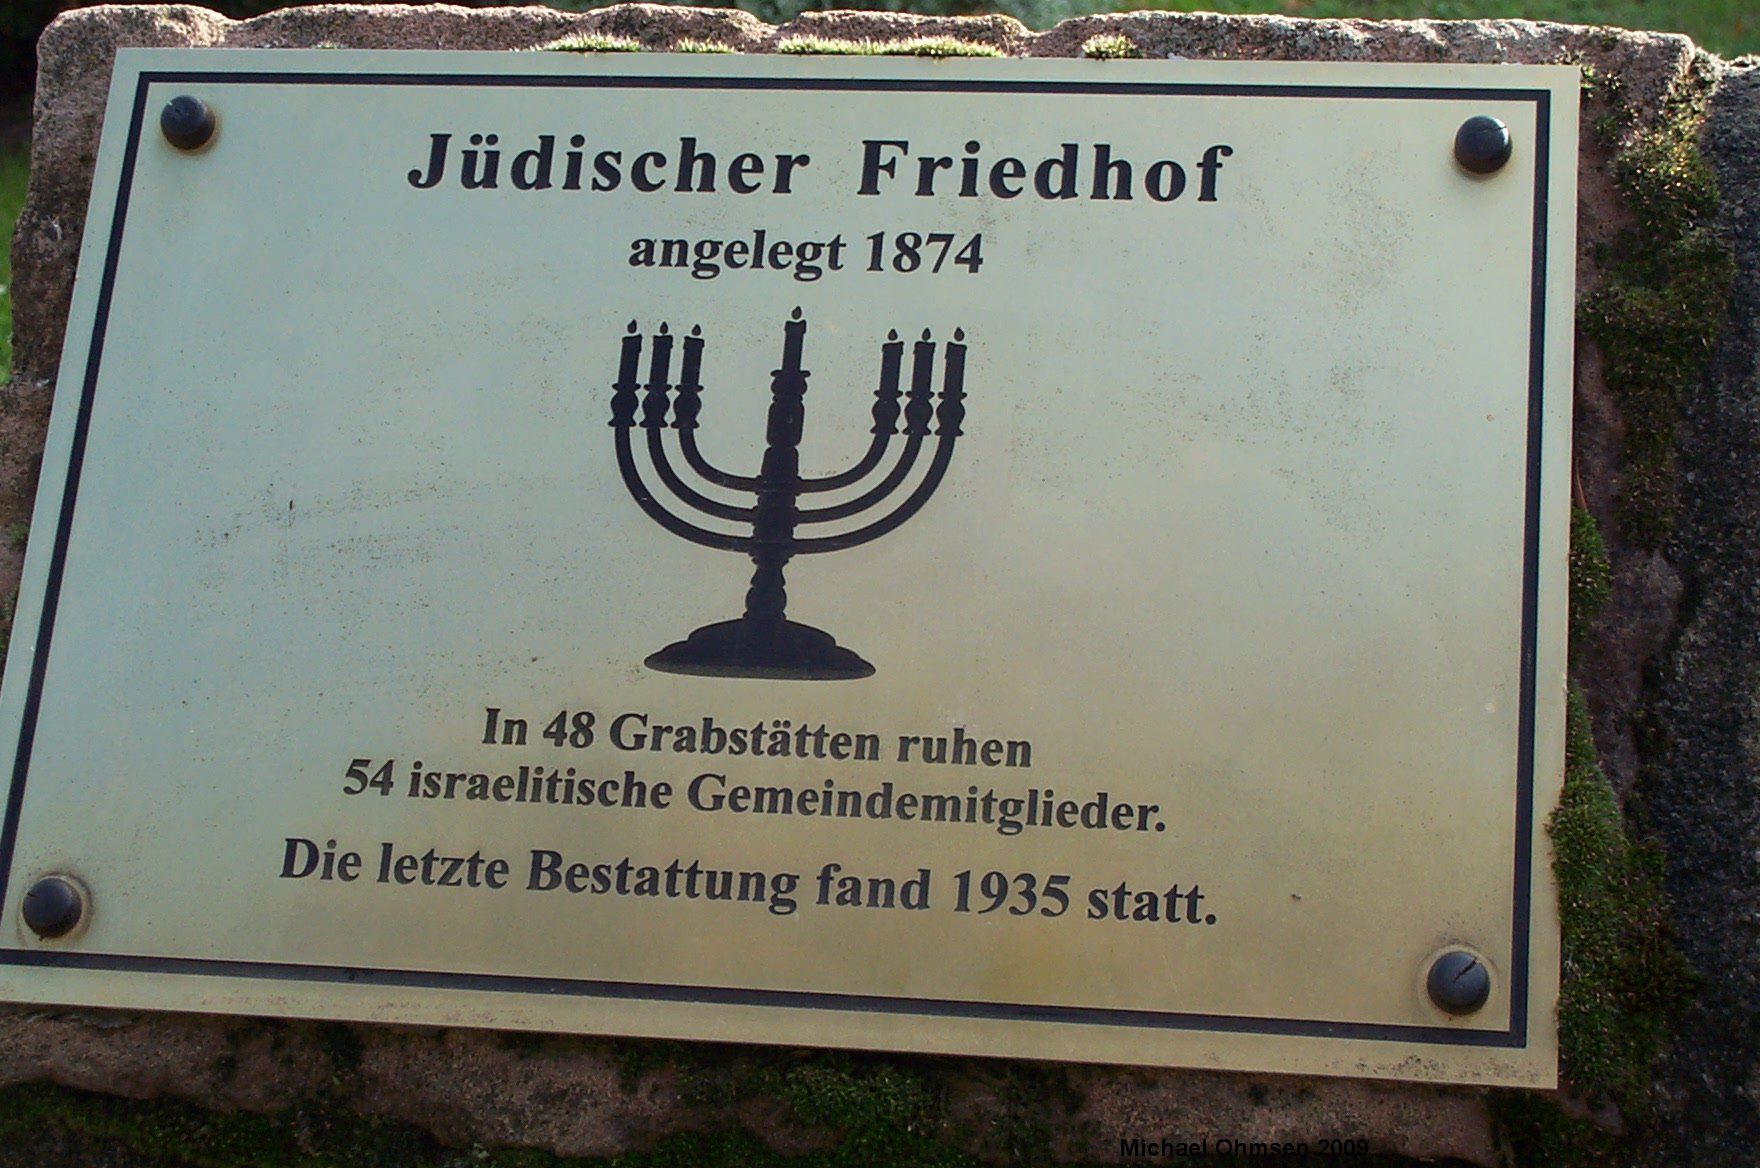 Jüdischer Friedhof
angelegt 1874
In 48 Grabstätten ruhen
54 israelitische Gemeindemitglieder.
Die letzte Bestattung fand 1935 statt.
Michael Ohmsen 2009